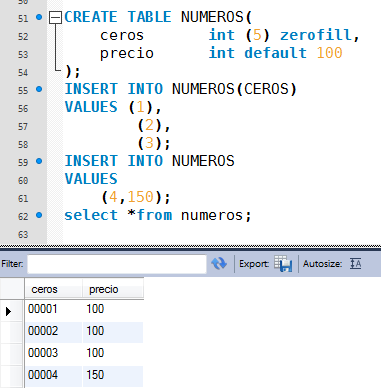 50
51 CREATE TABLE NUMEROS(
52 ceros int (5) zerofill,
53 precio int default 100
54 );
55 INSERT INTO NUMEROS(CEROS)
56 VALUES (1),
57 (2),
58 (3);
59 INSERT INTO NUMEROS
60 VALUES
61 (4,150);
62 select *from numeros;
63
Filter: Export: Autosize:
ceros precio
00001 100
00002 100
00003 100
00004 150